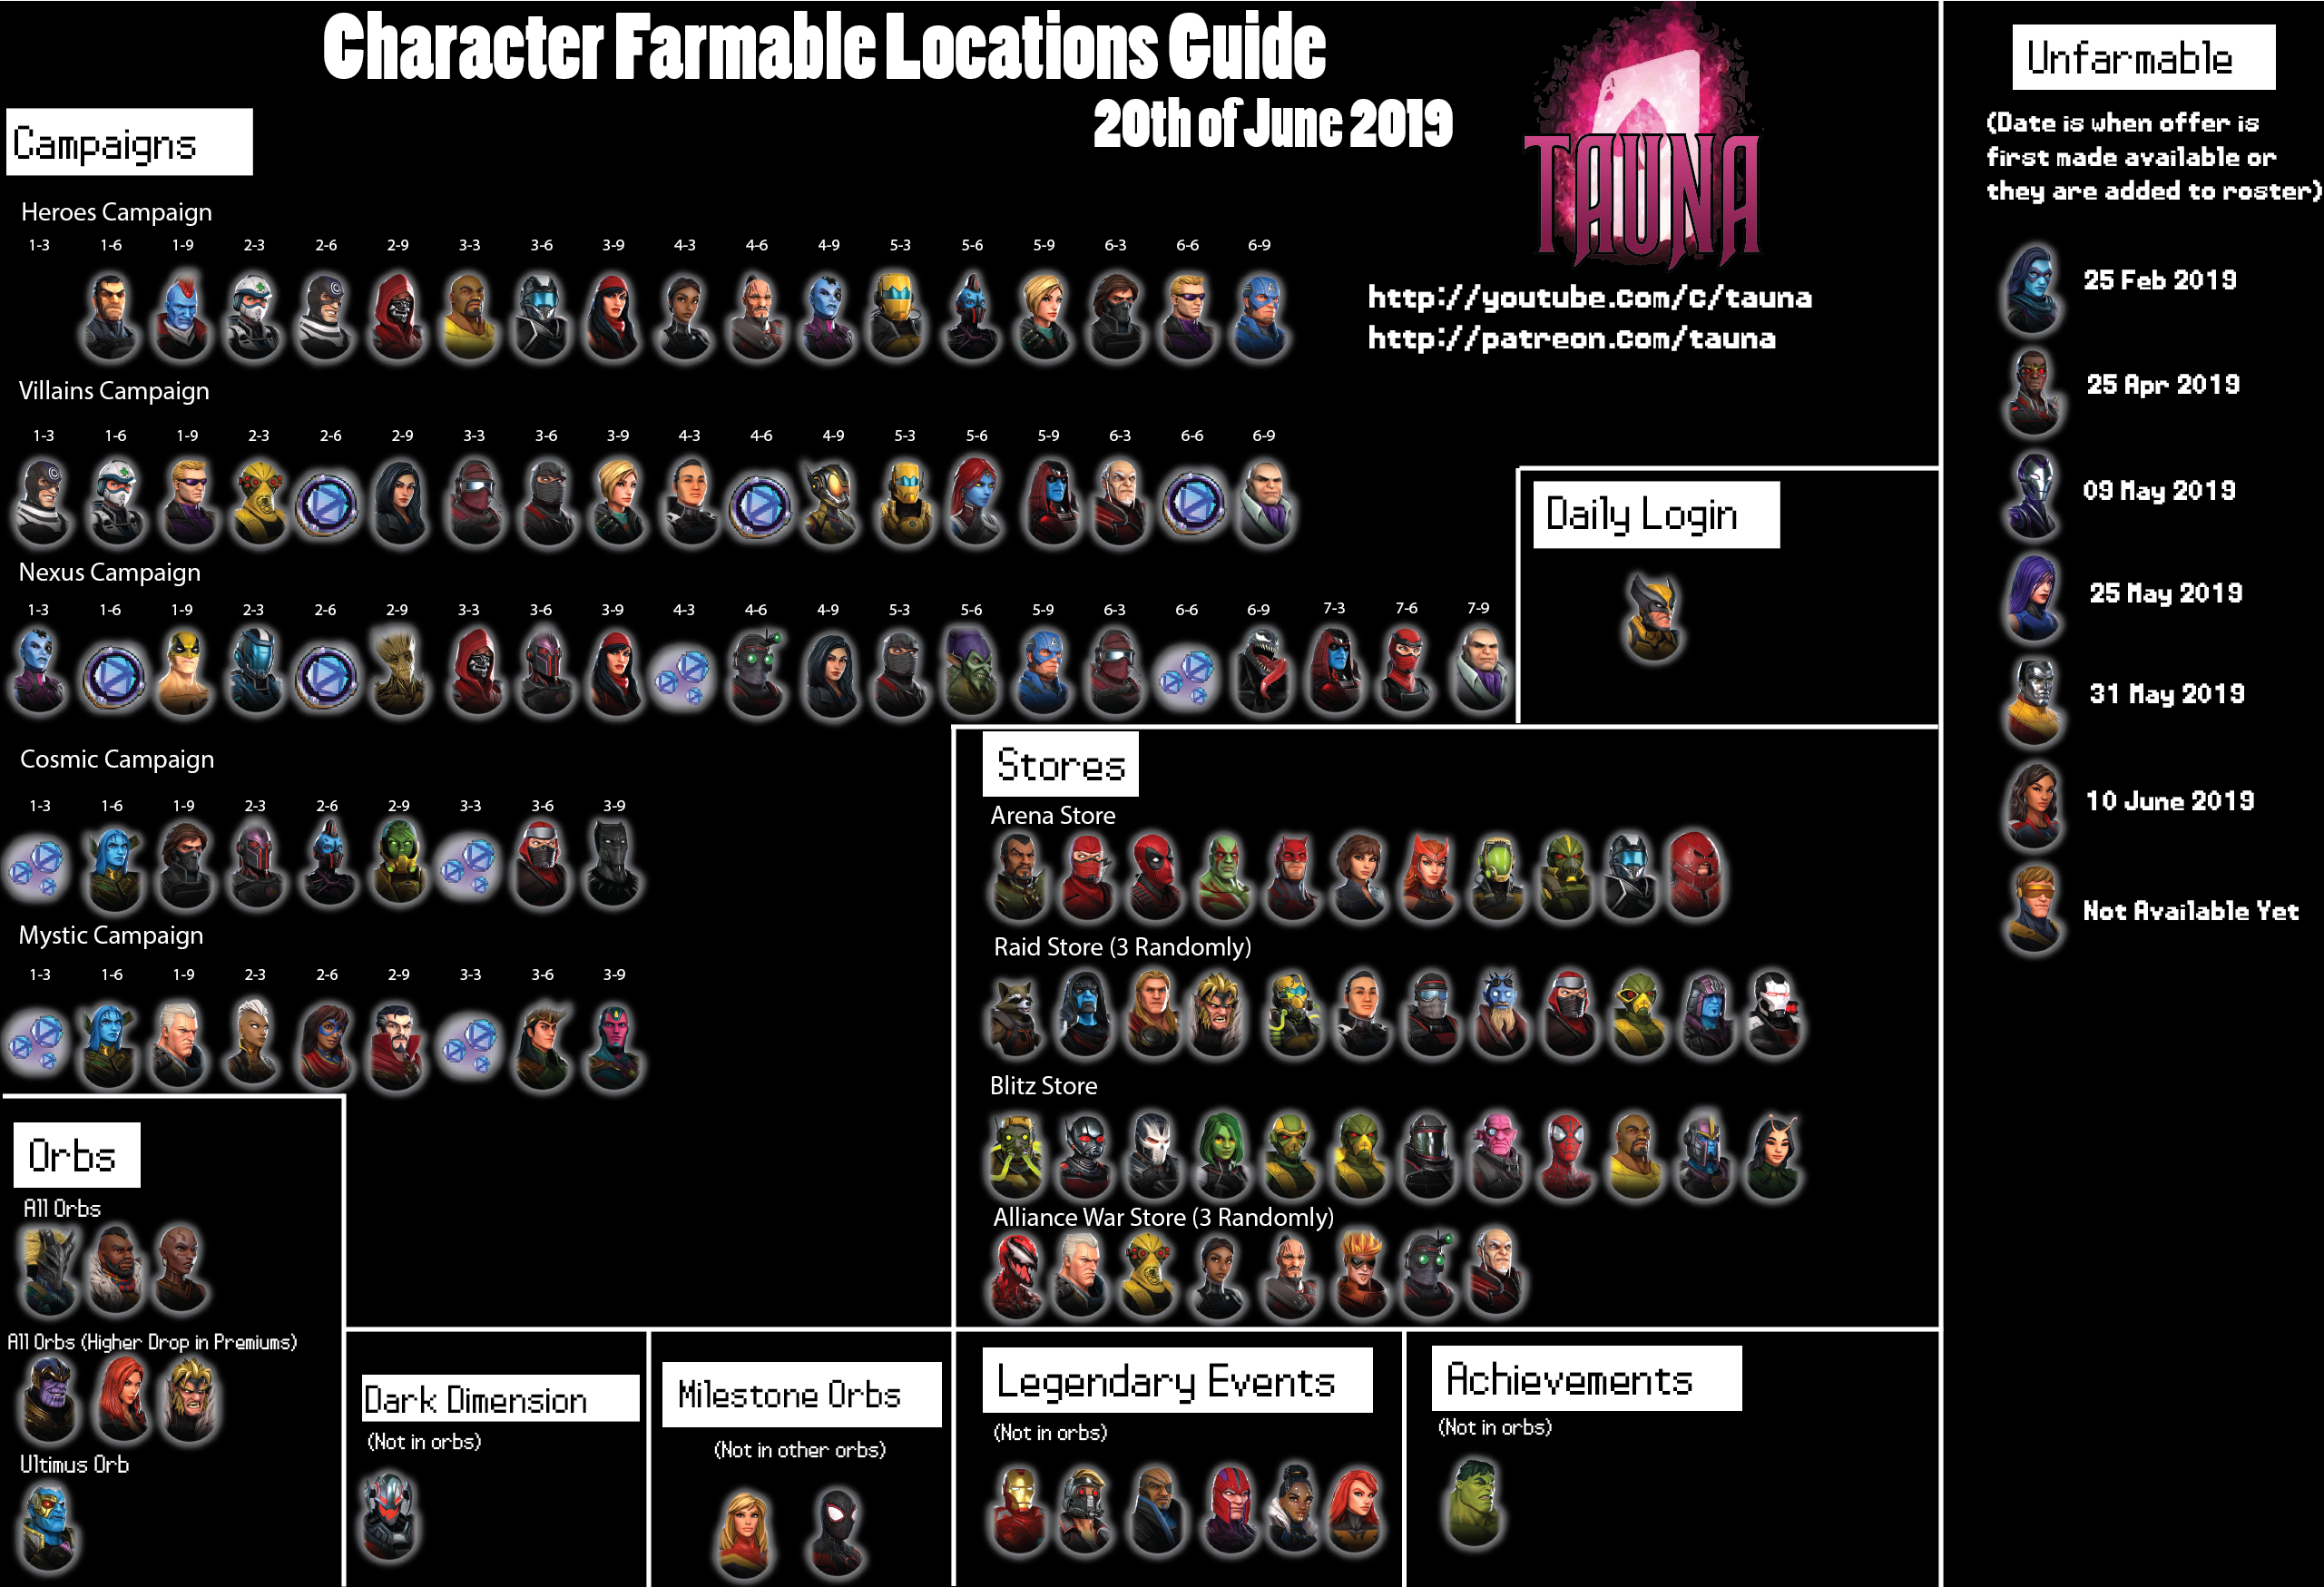 Character Farmable Locations Guide
20th of June 2019
TAUNA
http://youtube.com/c/tauna
http://patreon.com/tauna
Campaigns
Heroes Campaign
1-3 1-6 1-9 2-3 2-6 2-9 3-3 3-6 3-9 4-3 4-6 4-9 5-3 5-6 5-9 6-3 6-6 6-9
Villains Campaign
1-3 1-6 1-9 2-3 2-6 2-9 3-3 3-6 3-9 4-3 4-6 4-9 5-3 5-6 5-9 6-3 6-6 6-9
Nexus Campaign
1-3 1-6 1-9 2-3 2-6 2-9 3-3 3-6 3-9 4-3 4-6 4-9 5-3 5-6 5-9 6-3 6-6 6-9 7-3 7-6 7-9
Cosmic Campaign
1-3 1-6 1-9 2-3 2-6 2-9 3-3 3-6 3-9
Mystic Campaign
1-3 1-6 1-9 2-3 2-6 2-9 3-3 3-6 3-9
Daily Login
Stores
Arena Store
Raid Store (3 Randomly)
Blitz Store
Alliance War Store (3 Randomly)
Orbs
All Orbs
All Orbs (Higher Drop in Premiums)
Ultimus Orb
Dark Dimension
(Not in orbs)
Milestone Orbs
(Not in other orbs)
Legendary Events
(Not in orbs)
Achievements
(Not in orbs)
Unfarmable
(Date is when offer is
first made available or
they are added to roster)
25 Feb 2019
25 Apr 2019
09 May 2019
25 May 2019
31 May 2019
10 June 2019
Not Available Yet